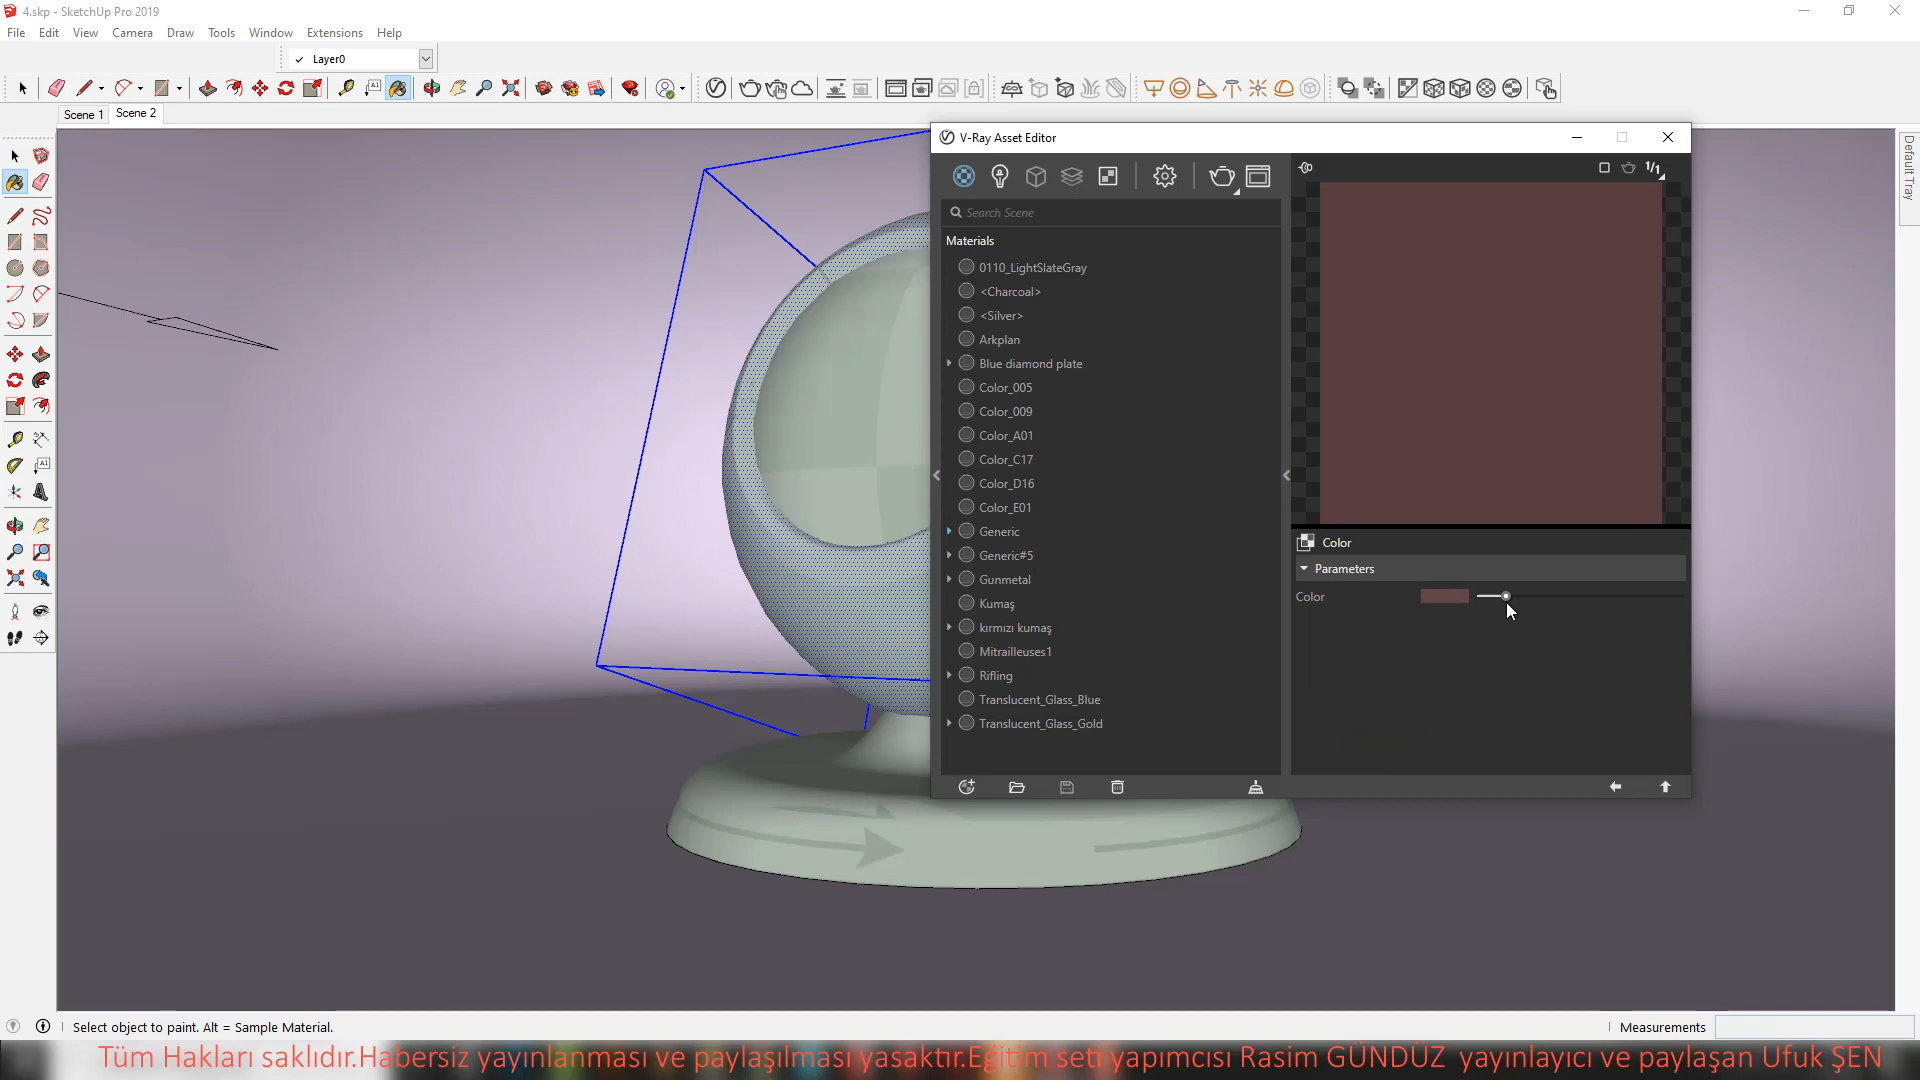 4.skp - SketchUp Pro 2019
File Edit View Camera Draw Tools Window Extensions Help
Layer0
Scene 1 Scene 2
Default Tray
V-Ray Asset Editor
Search Scene
Materials
0110_LightSlateGray
<Charcoal>
<Silver>
Arkplan
Blue diamond plate
Color_005
Color_009
Color_A01
Color_C17
Color_D16
Color_E01
Generic
Generic#5
Gunmetal
Kumaş
kırmızı kumaş
Mitrailleuses1
Rifling
Translucent_Glass_Blue
Translucent_Glass_Gold
1/1
Color
Parameters
Color
Select object to paint. Alt = Sample Material.
Measurements
Tüm Hakları saklıdır.Habersiz yayınlanması ve paylaşılması yasaktır.Eğitim seti yapımcısı Rasim GÜNDÜZ yayınlayıcı ve paylaşan Ufuk ŞEN